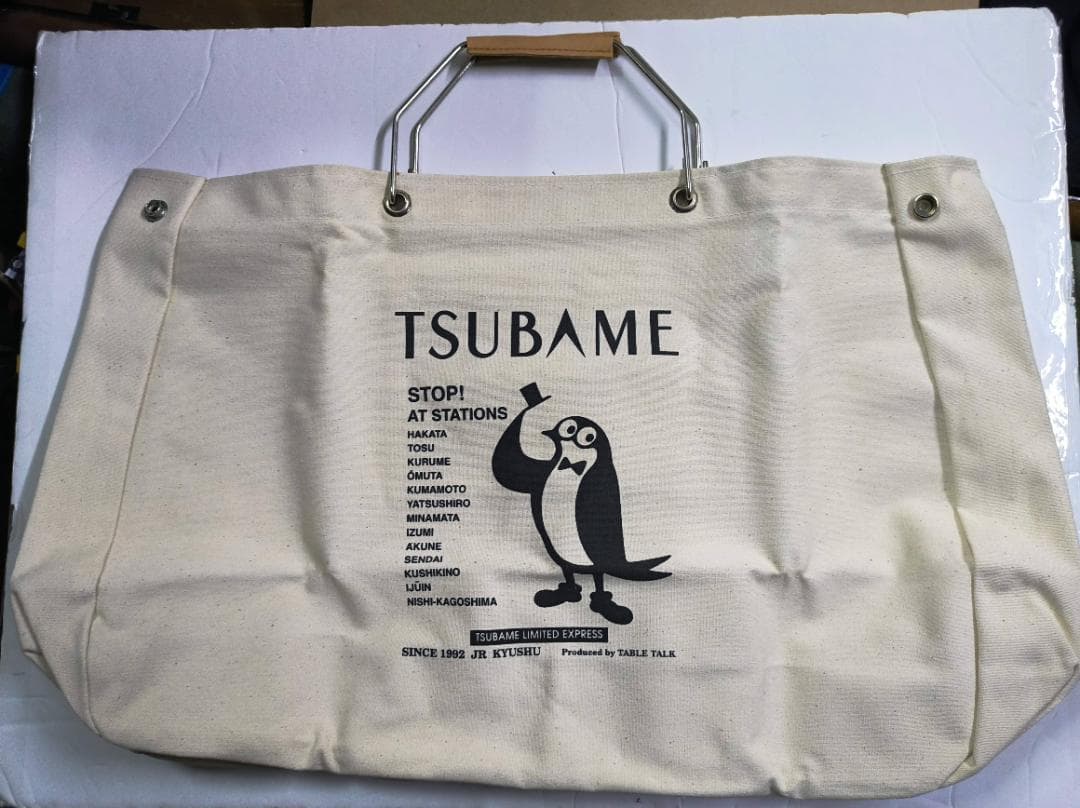 TSUBAME
STOP!
AT STATIONS
HAKATA
TOSU
KURUME
ŌMUTA
KUMAMOTO
YATSUSHIRO
MINAMATA
IZUMI
AKUNE
SENDAI
KUSHIKINO
IJŪIN
NISHI-KAGOSHIMA
TSUBAME LIMITED EXPRESS
SINCE 1992 JR KYUSHU Produced by TABLE TALK